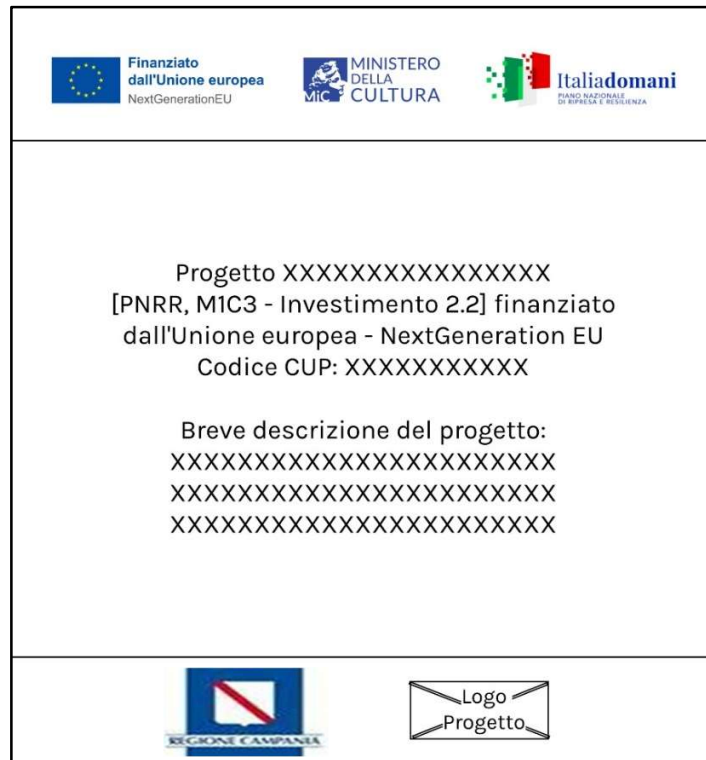 Finanziato
dall'Unione europea
NextGenerationEU
MiC
MINISTERO
DELLA
CULTURA
Italiadomani
PIANO NAZIONALE
DI RIPRESA E RESILIENZA
Progetto XXXXXXXXXXXXXXXX
[PNRR, M1C3 - Investimento 2.2] finanziato
dall'Unione europea - NextGeneration EU
Codice CUP: XXXXXXXXXXX
Breve descrizione del progetto:
XXXXXXXXXXXXXXXXXXXXXXX
XXXXXXXXXXXXXXXXXXXXXXX
XXXXXXXXXXXXXXXXXXXXXXX
REGIONE CAMPANIA
Logo
Progetto